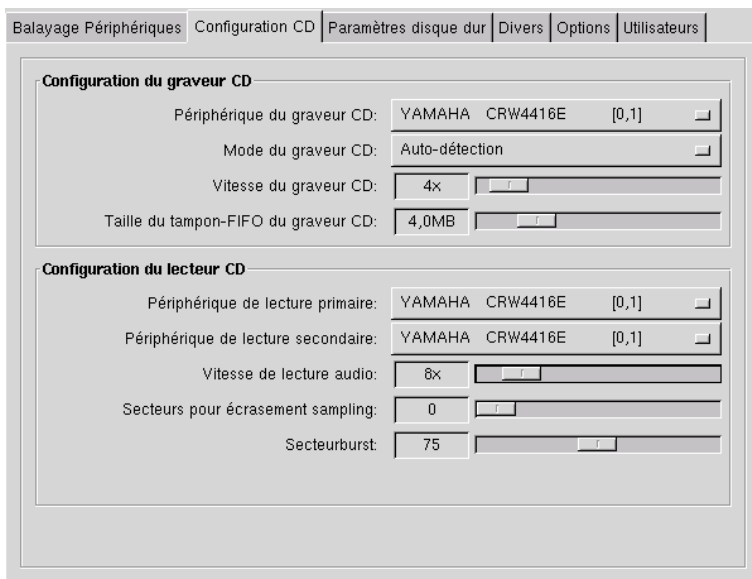 Balayage Périphériques Configuration CD Paramètres disque dur Divers Options Utilisateurs
Configuration du graveur CD
Périphérique du graveur CD: YAMAHA CRW4416E [0,1]
Mode du graveur CD: Auto-détection
Vitesse du graveur CD: 4x
Taille du tampon-FIFO du graveur CD: 4,0MB
Configuration du lecteur CD
Périphérique de lecture primaire: YAMAHA CRW4416E [0,1]
Périphérique de lecture secondaire: YAMAHA CRW4416E [0,1]
Vitesse de lecture audio: 8x
Secteurs pour écrasement sampling: 0
Secteurburst: 75